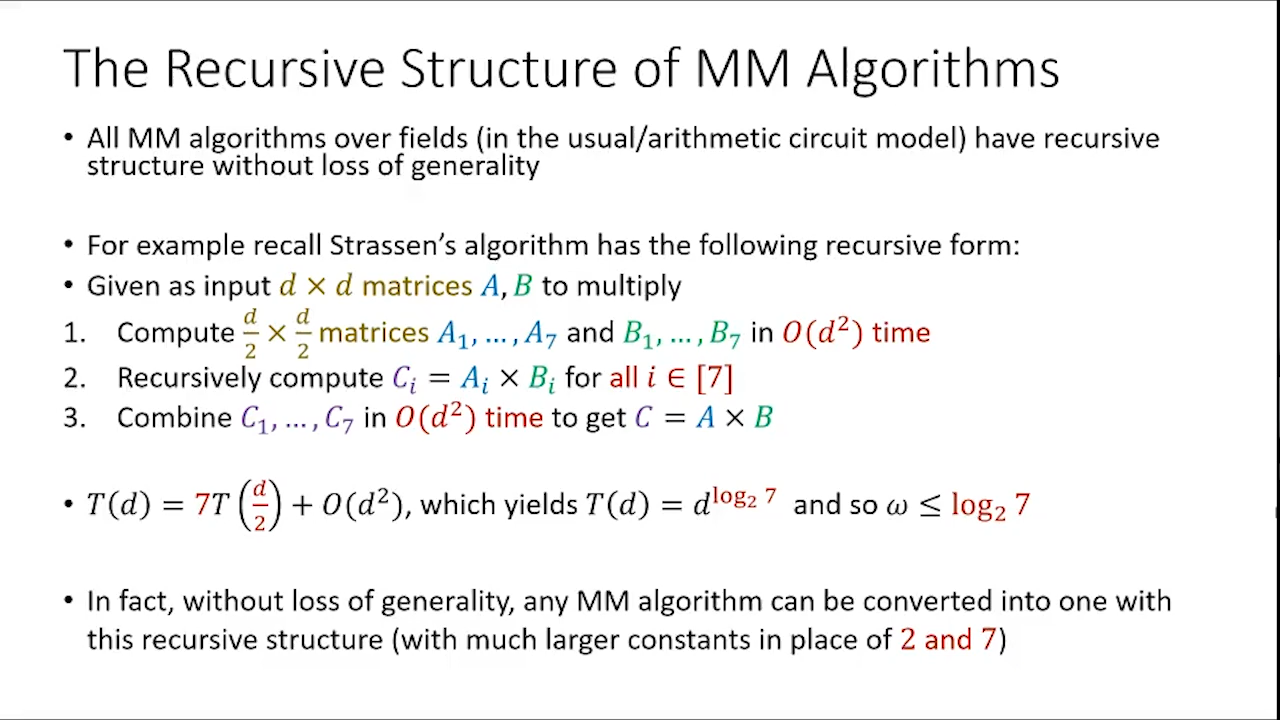 The Recursive Structure of MM Algorithms
• All MM algorithms over fields (in the usual/arithmetic circuit model) have recursive
structure without loss of generality
• For example recall Strassen's algorithm has the following recursive form:
• Given as input d × d matrices A, B to multiply
1. Compute d/2 × d/2 matrices A₁, … , A₇ and B₁, … , B₇ in O(d²) time
2. Recursively compute Cᵢ = Aᵢ × Bᵢ for all i ∈ [7]
3. Combine C₁, … , C₇ in O(d²) time to get C = A × B
• T(d) = 7T(d/2) + O(d²), which yields T(d) = d^(log₂ 7) and so ω ≤ log₂ 7
• In fact, without loss of generality, any MM algorithm can be converted into one with
this recursive structure (with much larger constants in place of 2 and 7)